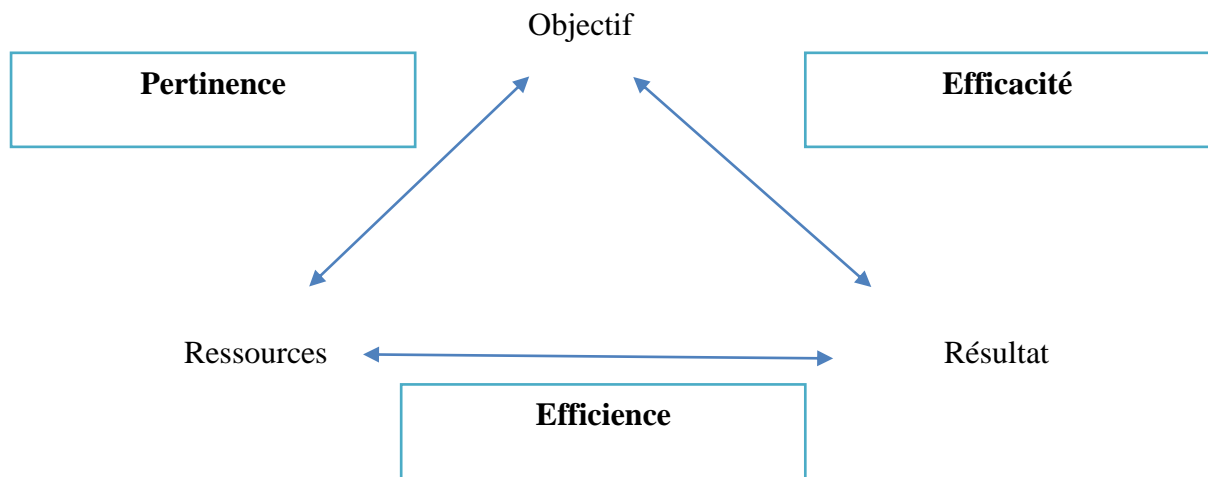 Objectif
Pertinence
Efficacité
Ressources
Résultat
Efficience